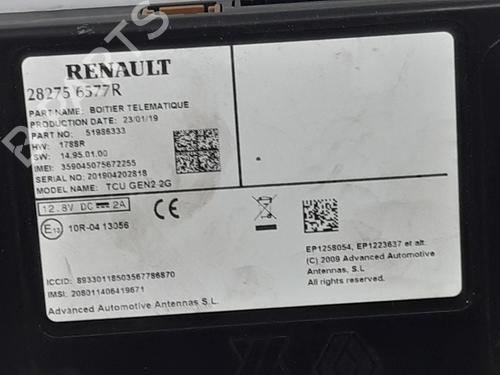 RENAULT
28275 6577R
PART NAME: BOITIER TELEMATIQUE
PRODUCTION DATE: 23/01/19
PART NO. 51986333
HW: 178SR
SW: 14.95.01.00
IMEI: 359045075672255
SERIAL NO: 201904202818
MODEL NAME: TCU GEN2 2G
12.8V DC 2A
CE
E13 10R-04 13056
EP1258054, EP1223637 et alt.
(C) 2009 Advanced Automotive
Antennas, S.L
All rights reserved.
ICCID: 89330118503567786870
IMSI: 208011406419671
Advanced Automotive Antennas S.L.